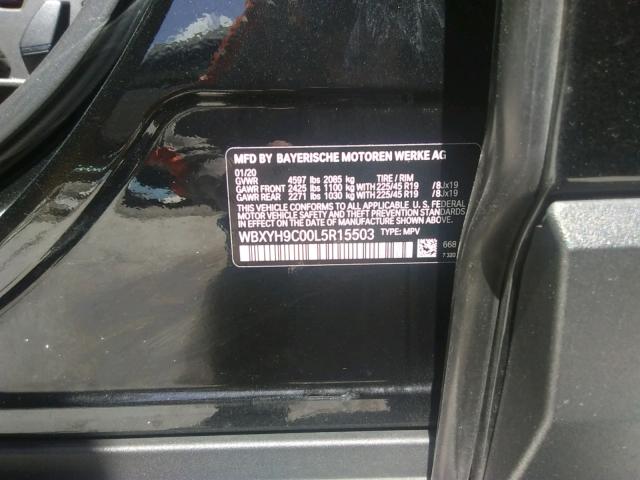 MFD BY BAYERISCHE MOTOREN WERKE AG
01/20
GVWR 4597 lbs 2085 kg TIRE / RIM
GAWR FRONT 2425 lbs 1100 kg WITH 225/45 R19 /8Jx19
GAWR REAR 2271 lbs 1030 kg WITH 225/45 R19 /8Jx19
THIS VEHICLE CONFORMS TO ALL APPLICABLE FEDERAL MOTOR
VEHICLE SAFETY, BUMPER, AND THEFT PREVENTION STANDARDS
IN EFFECT ON THE DATE OF MANUFACTURE SHOWN ABOVE.
WBXYH9C00L5R15503 TYPE: MPV
668
7 320